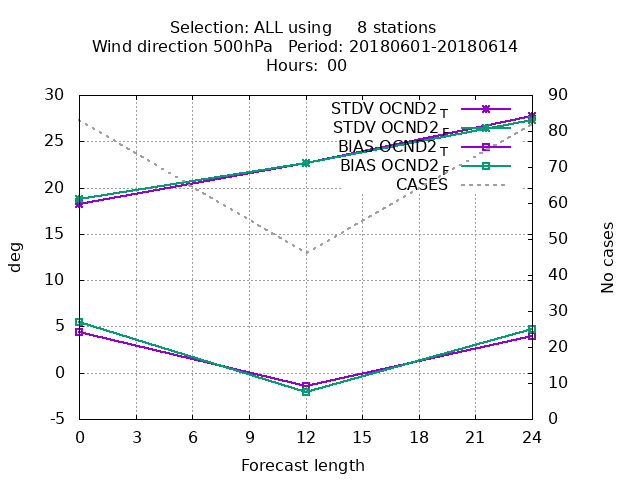 Selection: ALL using     8 stations
Wind direction 500hPa   Period: 20180601-20180614
Hours: 00
30
25
20
15
10
5
0
-5
deg
90
80
70
60
50
40
30
20
10
0
No cases
STDV OCND2_T
STDV OCND2_F
BIAS OCND2_T
BIAS OCND2_F
CASES
0 3 6 9 12 15 18 21 24
Forecast length